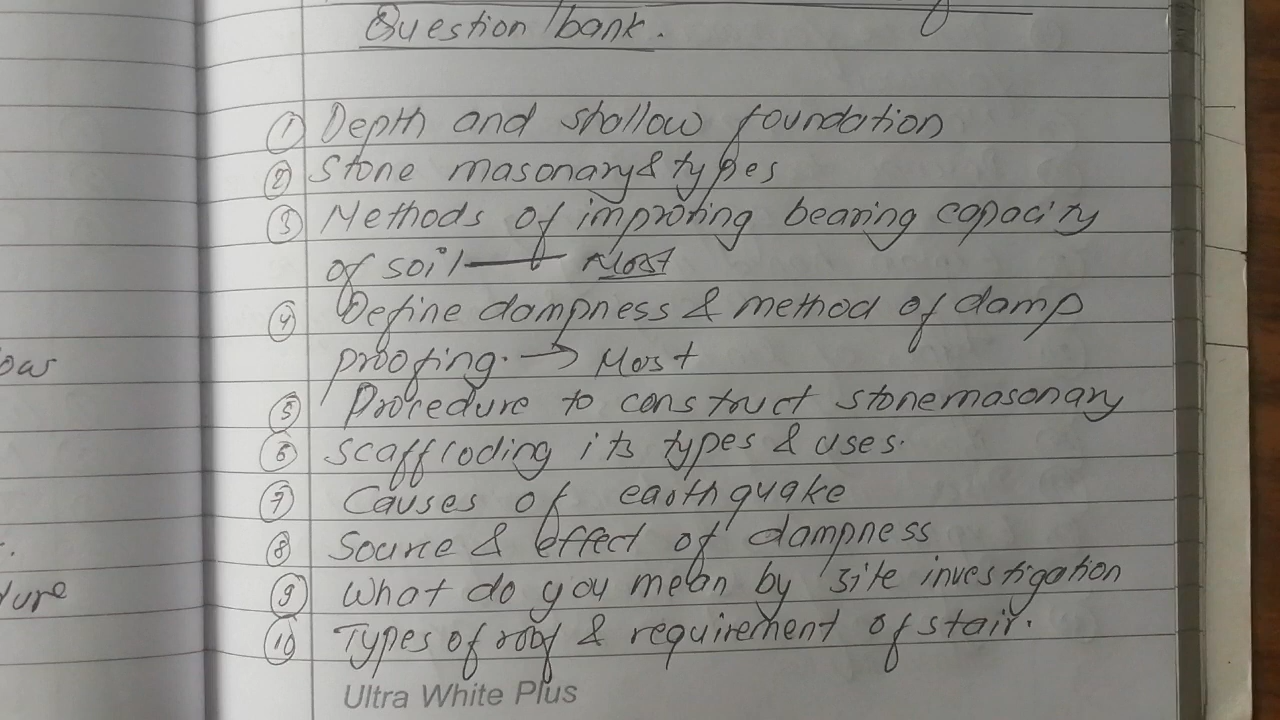 Question bank.
① Depth and shallow foundation
② Stone masonary & types
③ Methods of improving bearing capacity
of soil — Most
④ Define dampness & method of damp
proofing. → Most
⑤ Procedure to construct stonemasonary
⑥ scaffloding its types & uses.
⑦ Causes of earthquake
⑧ Source & effect of dampness
⑨ What do you mean by site investigation
⑩ Types of roof & requirement of stair.
Ultra White Plus